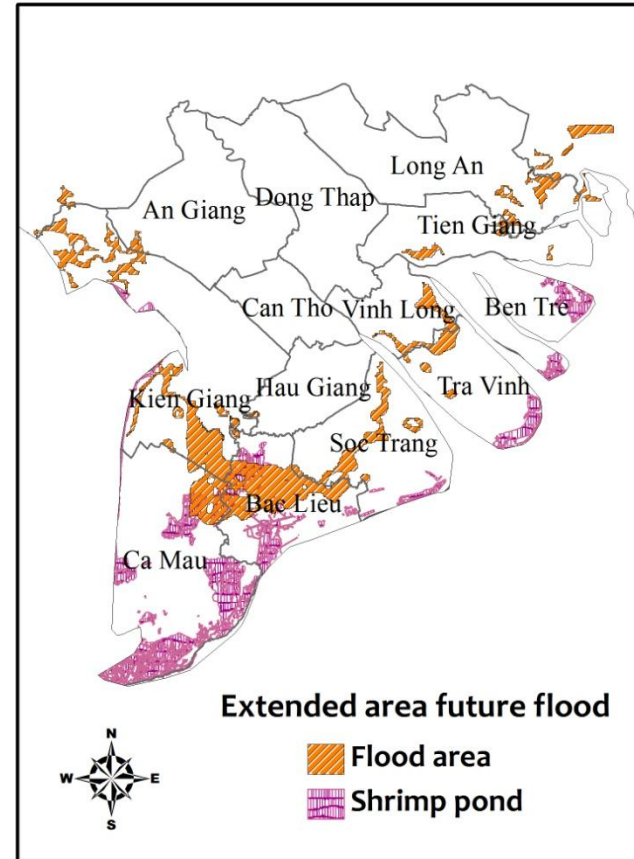 Long An
An Giang
Dong Thap
Tien Giang
Can Tho
Vinh Long
Ben Tre
Kien Giang
Hau Giang
Tra Vinh
Soc Trang
Bac Lieu
Ca Mau
Extended area future flood
N
W
E
S
Flood area
Shrimp pond